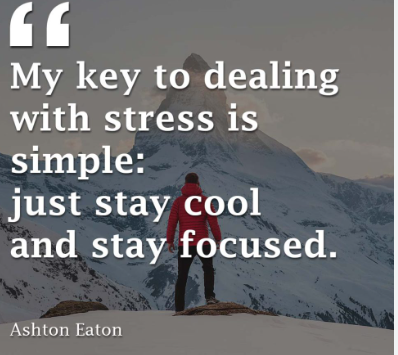 “
My key to dealing
with stress is
simple:
just stay cool
and stay focused.
Ashton Eaton